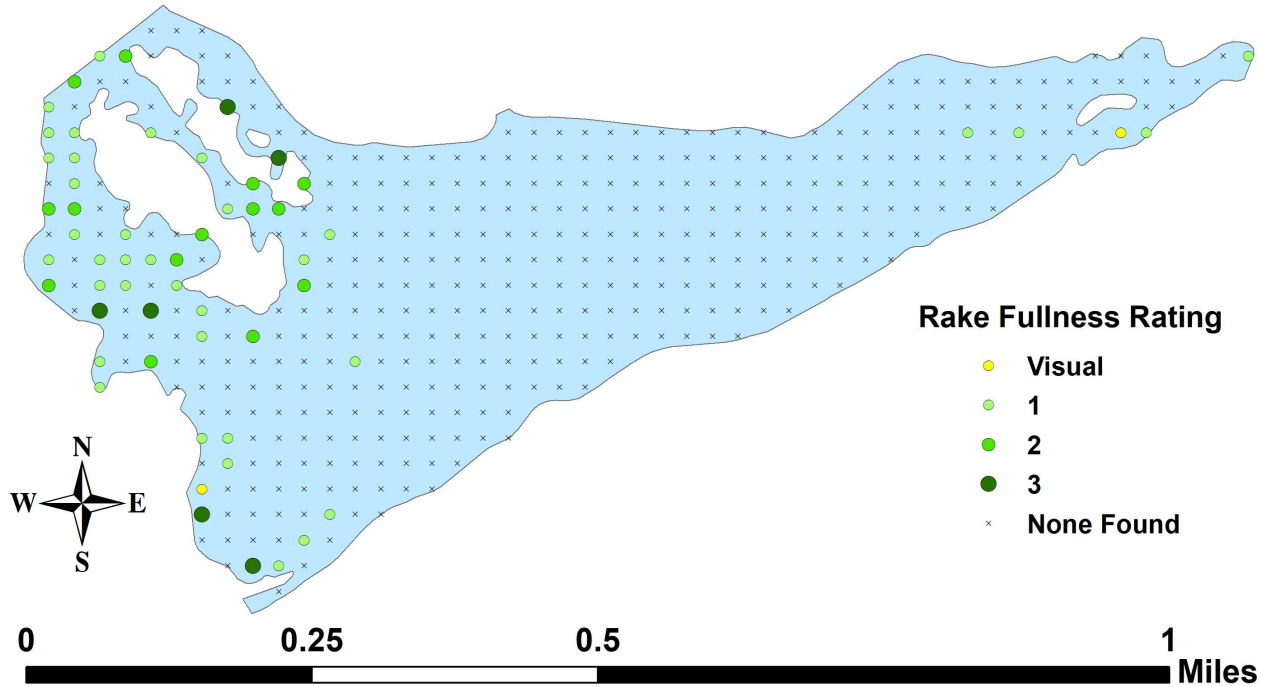 Rake Fullness Rating
Visual
1
2
3
None Found
N
W E
S
0 0.25 0.5 1
Miles